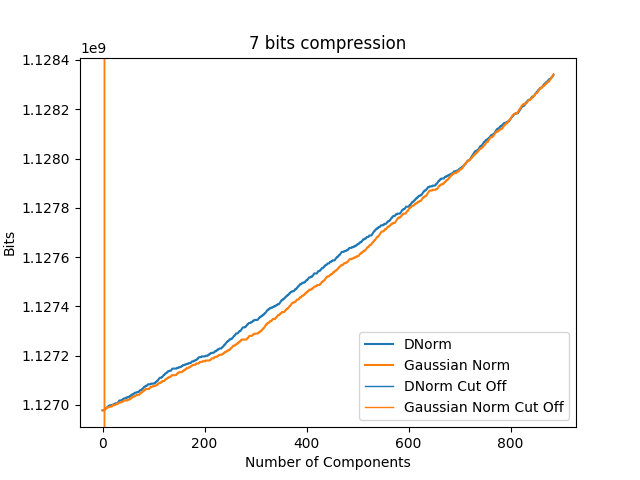 7 bits compression
1e9
1.1284
1.1282
1.1280
1.1278
1.1276
1.1274
1.1272
1.1270
Bits
0 200 400 600 800
Number of Components
DNorm
Gaussian Norm
DNorm Cut Off
Gaussian Norm Cut Off